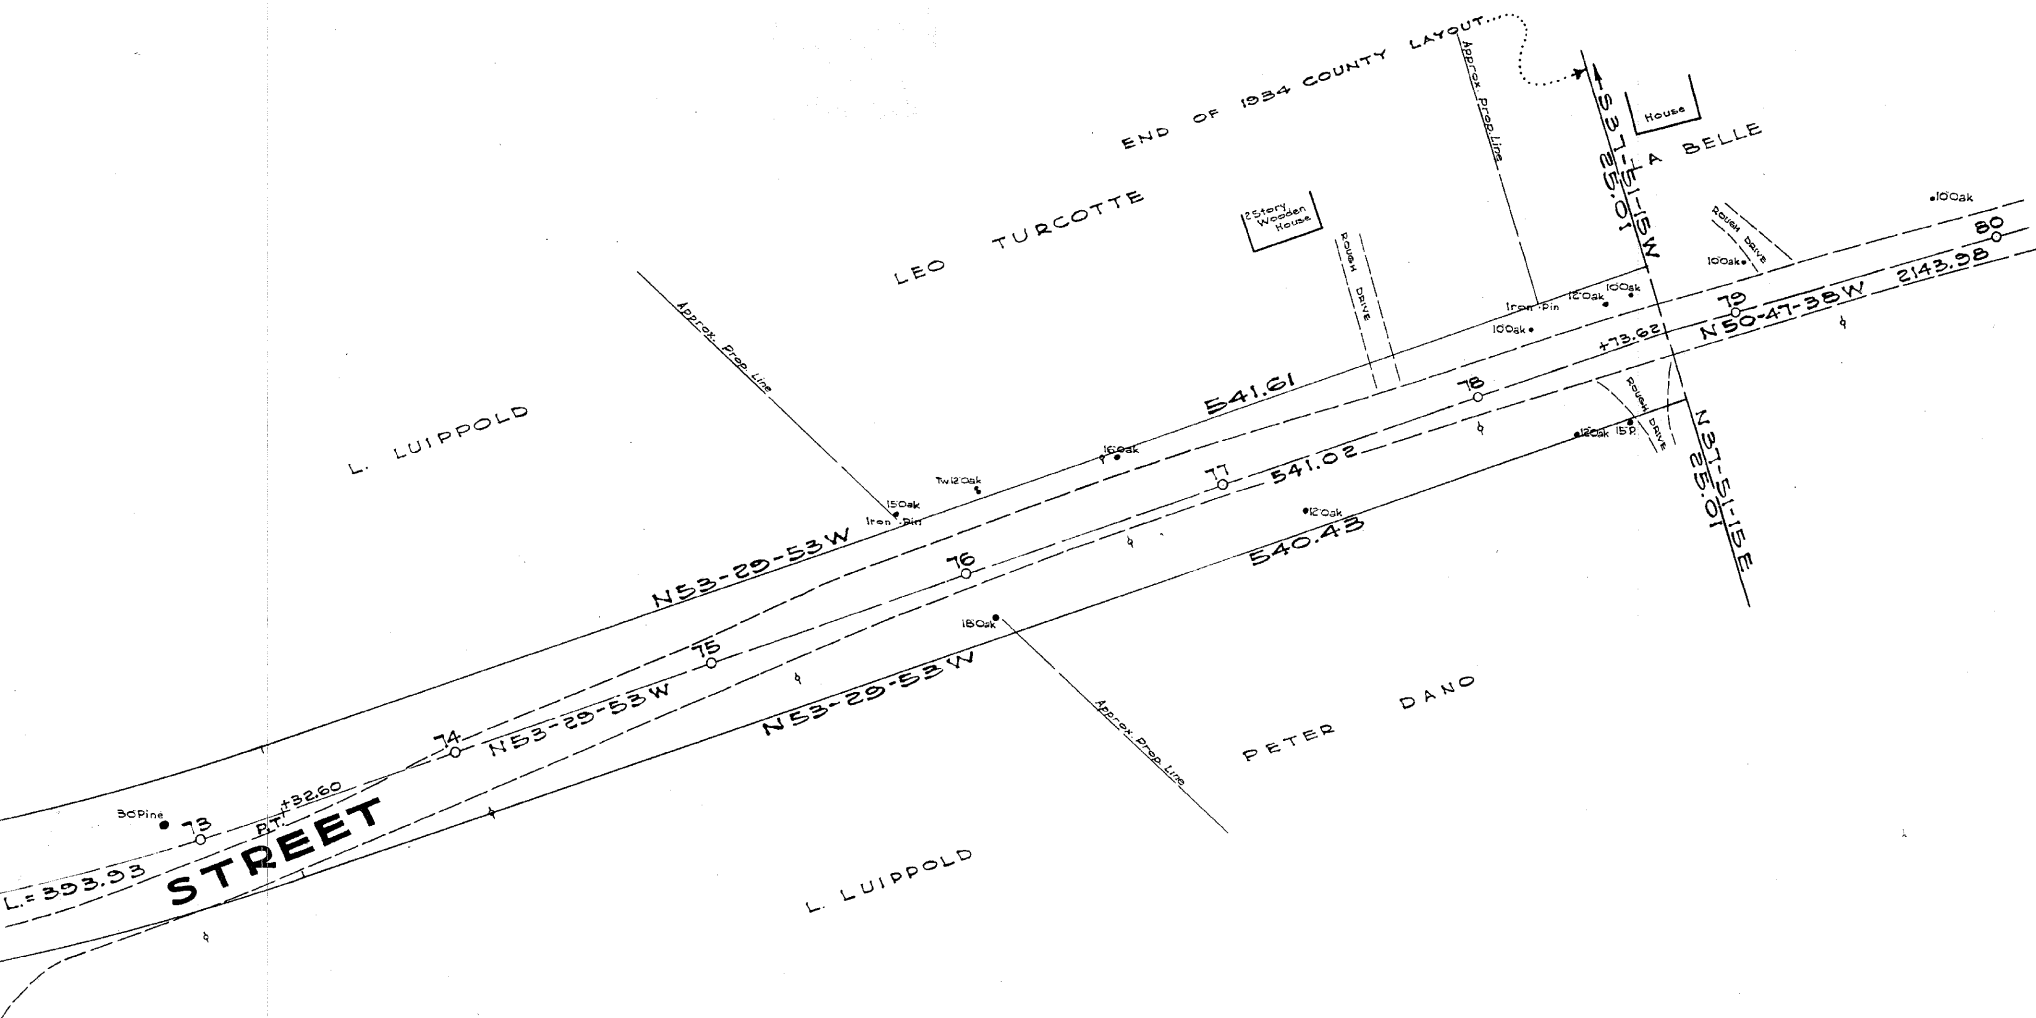 END OF 1934 COUNTY LAYOUT
Approx. Prop. Line
S37-51-15W
25.01
House
LA BELLE
10"Oak
80
ROUGH DRIVE
10"Oak
2143.98
79
N50-47-38W
LEO TURCOTTE
2 Story
Wooden
House
ROUGH DRIVE
Iron Pin
12"Oak
10"Oak
10"Oak
+73.62
78
541.61
Approx. Prop. Line
L. LUIPPOLD
16"Oak
Tw.12"Oak
15"Oak
Iron Pin
77
541.02
12"Oak
15"P.
ROUGH DRIVE
N37-51-15E
25.01
12"Oak
540.43
N53-29-53W
76
18"Oak
75
N53-29-53W
N53-29-53W
74
Approx. Prop. Line
PETER DANO
+32.60
P.T.
30"Pine
73
STREET
L.=393.93
L. LUIPPOLD